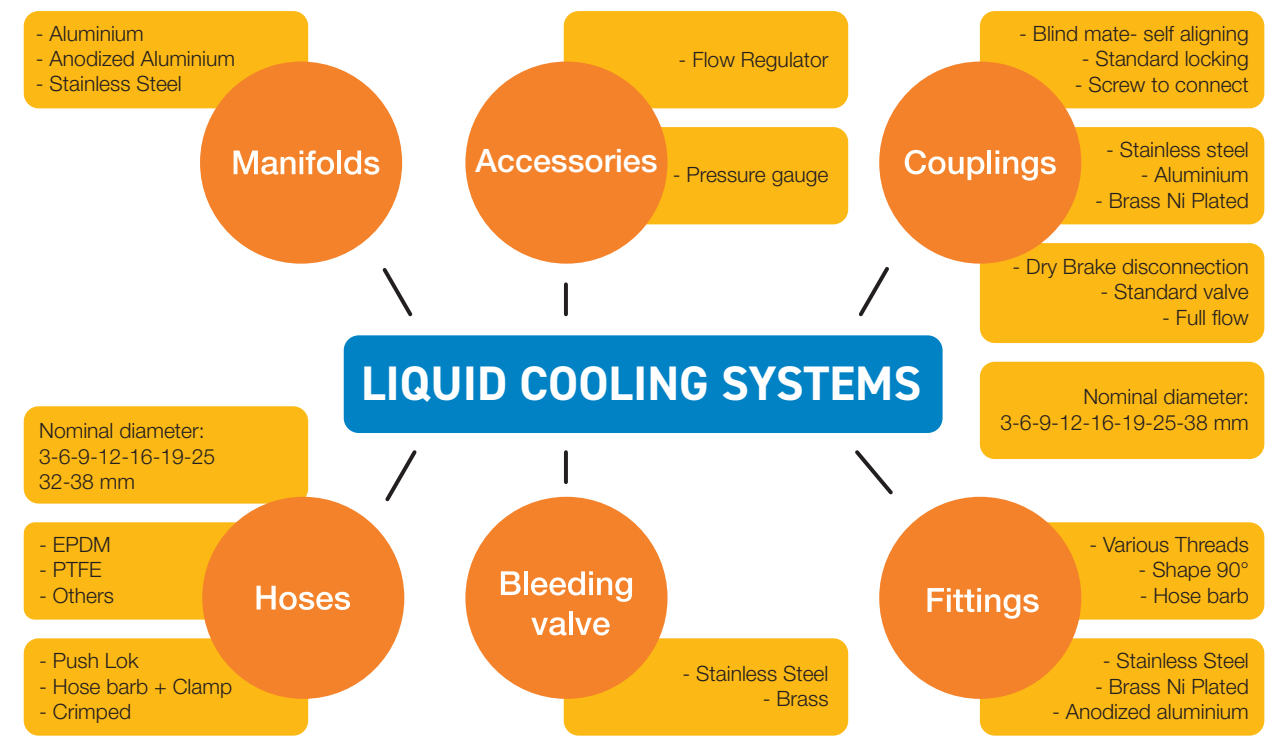 - Aluminium
- Anodized Aluminium
- Stainless Steel
Manifolds
- Flow Regulator
Accessories
- Pressure gauge
- Blind mate- self aligning
- Standard locking
- Screw to connect
Couplings
- Stainless steel
- Aluminium
- Brass Ni Plated
- Dry Brake disconnection
- Standard valve
- Full flow
Nominal diameter:
3-6-9-12-16-19-25-38 mm
LIQUID COOLING SYSTEMS
Nominal diameter:
3-6-9-12-16-19-25
32-38 mm
- EPDM
- PTFE
- Others
Hoses
- Push Lok
- Hose barb + Clamp
- Crimped
Bleeding
valve
- Stainless Steel
- Brass
- Various Threads
- Shape 90°
- Hose barb
Fittings
- Stainless Steel
- Brass Ni Plated
- Anodized aluminium